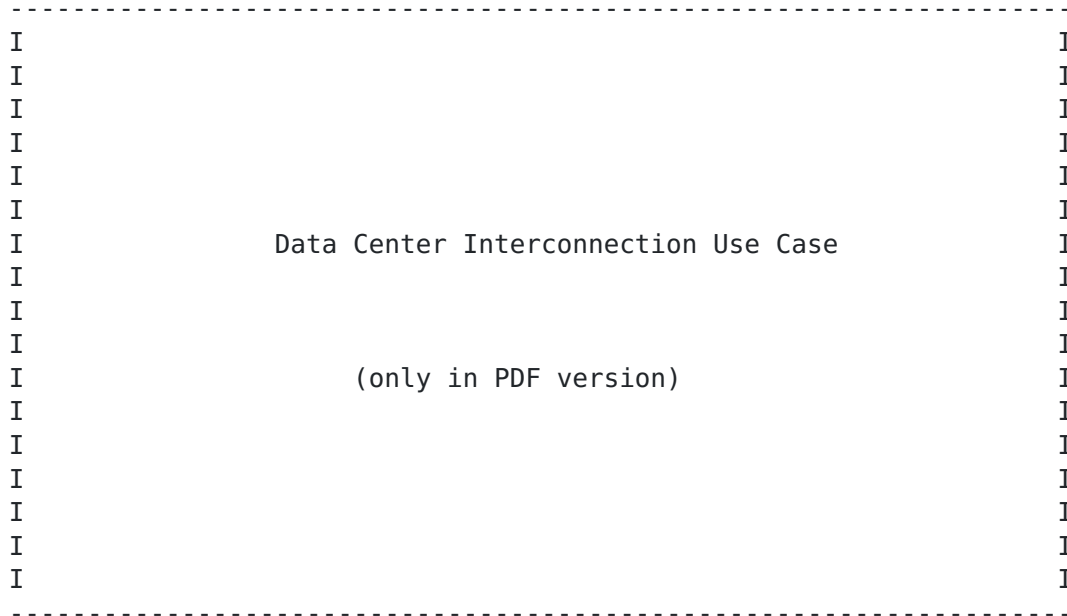 --------------------------------------------------------------------
I                                                                  I
I                                                                  I
I                                                                  I
I                                                                  I
I                                                                  I
I                                                                  I
I                Data Center Interconnection Use Case              I
I                                                                  I
I                                                                  I
I                                                                  I
I                     (only in PDF version)                        I
I                                                                  I
I                                                                  I
I                                                                  I
I                                                                  I
I                                                                  I
I                                                                  I
--------------------------------------------------------------------